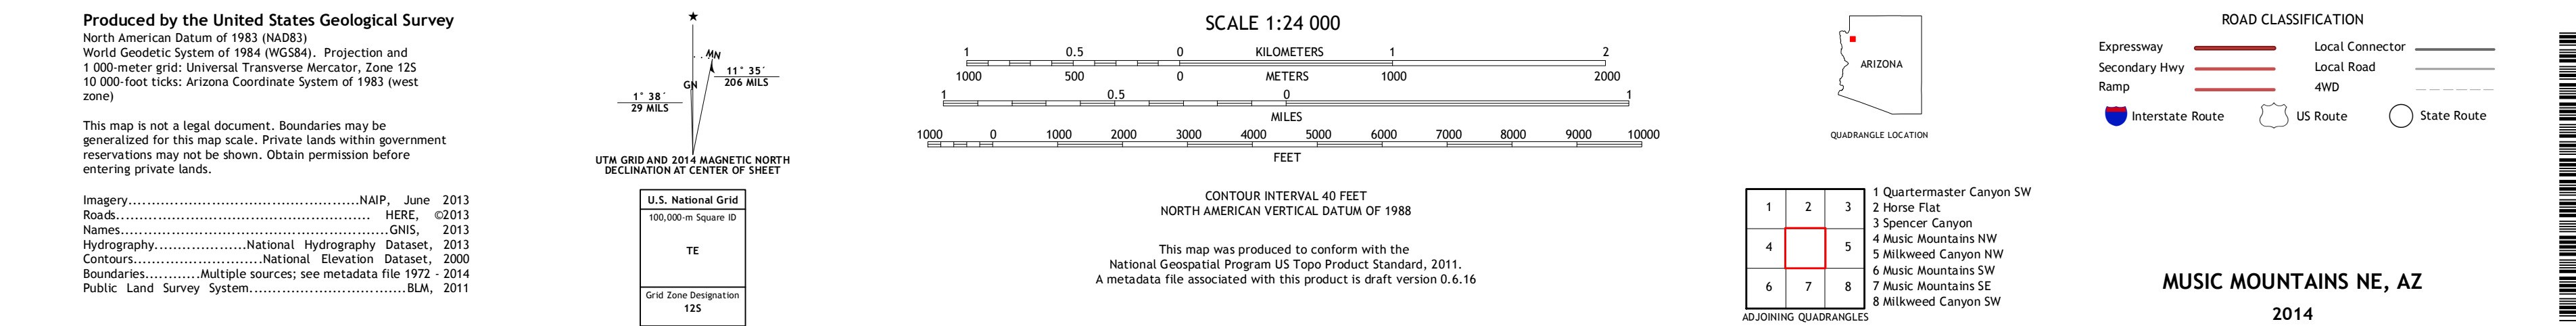 Produced by the United States Geological Survey
North American Datum of 1983 (NAD83)
World Geodetic System of 1984 (WGS84). Projection and
1 000-meter grid: Universal Transverse Mercator, Zone 12S
10 000-foot ticks: Arizona Coordinate System of 1983 (west
zone)
This map is not a legal document. Boundaries may be
generalized for this map scale. Private lands within government
reservations may not be shown. Obtain permission before
entering private lands.
Imagery..................................................NAIP, June 2013
Roads....................................................... HERE, ©2013
Names..........................................................GNIS, 2013
Hydrography....................National Hydrography Dataset, 2013
Contours............................National Elevation Dataset, 2000
Boundaries............Multiple sources; see metadata file 1972 - 2014
Public Land Survey System.................................BLM, 2011
MN
GN
11° 35´
206 MILS
1° 38´
29 MILS
UTM GRID AND 2014 MAGNETIC NORTH
DECLINATION AT CENTER OF SHEET
U.S. National Grid
100,000-m Square ID
TE
Grid Zone Designation
12S
SCALE 1:24 000
1 0.5 0 KILOMETERS 1 2
1000 500 0 METERS 1000 2000
1 0.5 0 1
MILES
1000 0 1000 2000 3000 4000 5000 6000 7000 8000 9000 10000
FEET
CONTOUR INTERVAL 40 FEET
NORTH AMERICAN VERTICAL DATUM OF 1988
This map was produced to conform with the
National Geospatial Program US Topo Product Standard, 2011.
A metadata file associated with this product is draft version 0.6.16
ARIZONA
QUADRANGLE LOCATION
1 2 3
4 5
6 7 8
ADJOINING QUADRANGLES
1 Quartermaster Canyon SW
2 Horse Flat
3 Spencer Canyon
4 Music Mountains NW
5 Milkweed Canyon NW
6 Music Mountains SW
7 Music Mountains SE
8 Milkweed Canyon SW
ROAD CLASSIFICATION
Expressway
Secondary Hwy
Ramp
Local Connector
Local Road
4WD
Interstate Route
US Route
State Route
MUSIC MOUNTAINS NE, AZ
2014